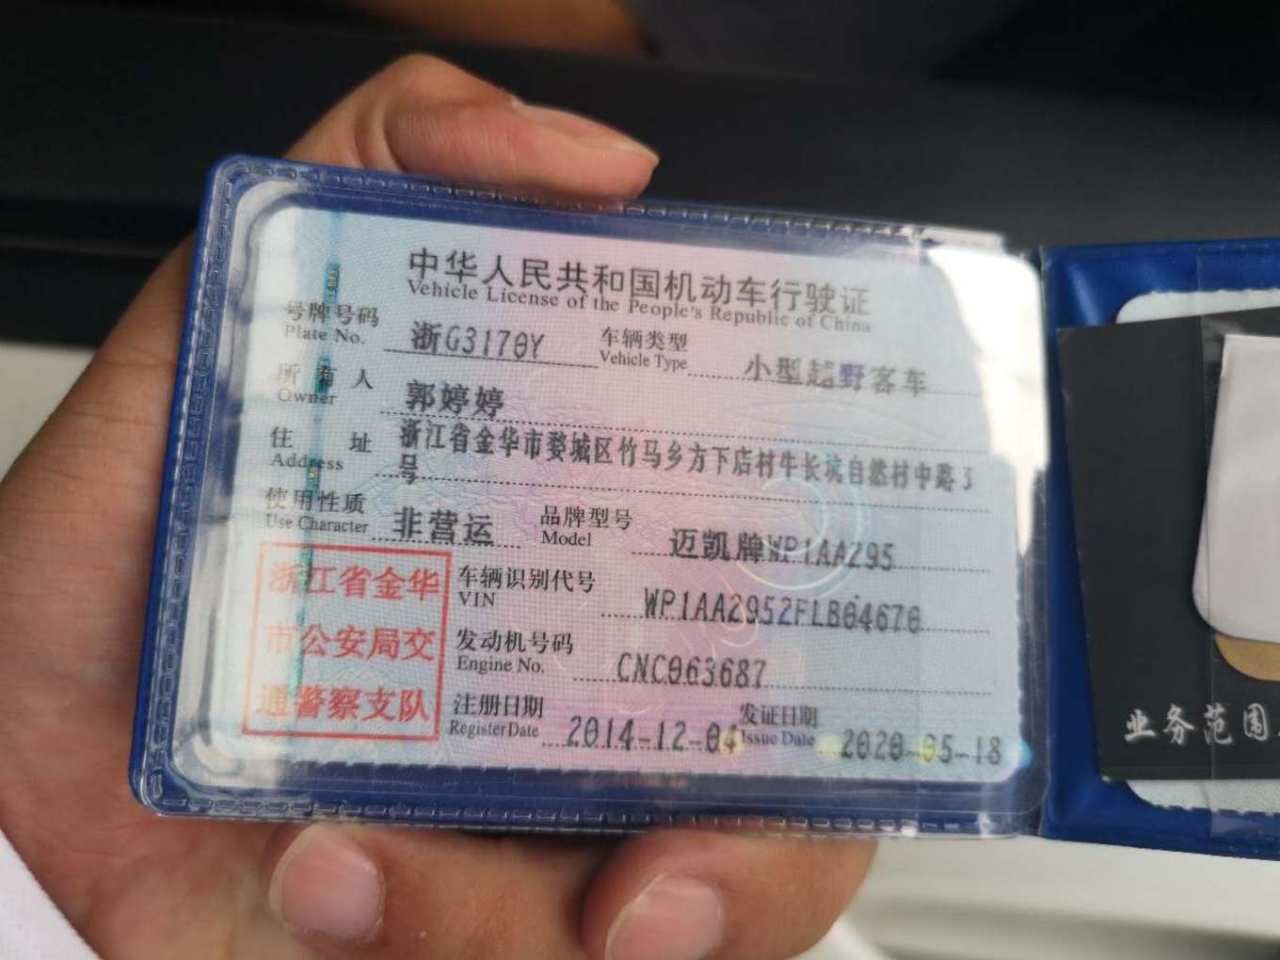 中华人民共和国机动车行驶证
Vehicle License of the People's Republic of China
号牌号码 浙G3170Y 车辆类型 小型越野客车
Plate No. Vehicle Type
所有人 郭婷婷
Owner
住址 浙江省金华市婺城区竹马乡方下店村牛长坑自然村中路3
Address 号
使用性质 非营运 品牌型号 迈凯牌WP1AA295
Use Character Model
浙江省金华
市公安局交
通警察支队
车辆识别代号 WP1AA2952FLB04670
VIN
发动机号码 CNC063687
Engine No.
注册日期 2014-12-04 发证日期 2020-05-18
Register Date Issue Date
业务范围